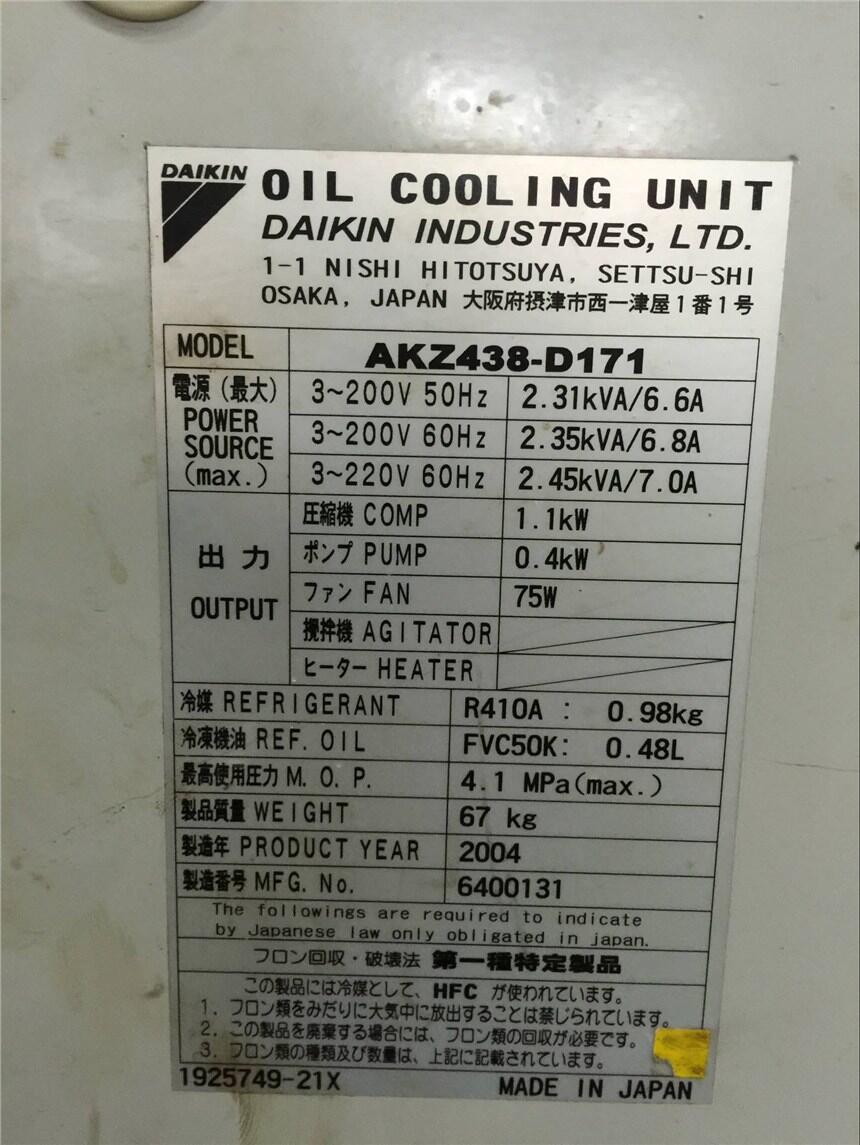 DAIKIN
OIL COOLING UNIT
DAIKIN INDUSTRIES, LTD.
1-1 NISHI HITOTSUYA, SETTSU-SHI
OSAKA, JAPAN 大阪府摂津市西一津屋1番1号
MODEL AKZ438-D171
電源(最大) POWER SOURCE (max.)
3~200V 50Hz 2.31kVA/6.6A
3~200V 60Hz 2.35kVA/6.8A
3~220V 60Hz 2.45kVA/7.0A
出力 OUTPUT
圧縮機 COMP 1.1kW
ポンプ PUMP 0.4kW
ファン FAN 75W
攪拌機 AGITATOR
ヒーター HEATER
冷媒 REFRIGERANT R410A : 0.98kg
冷凍機油 REF. OIL FVC50K: 0.48L
最高使用圧力 M. O. P. 4.1 MPa(max.)
製品質量 WEIGHT 67 kg
製造年 PRODUCT YEAR 2004
製造番号 MFG. No. 6400131
The followings are required to indicate
by Japanese law only obligated in japan.
フロン回収・破壊法 第一種特定製品
この製品には冷媒として、HFC が使われています。
1. フロン類をみだりに大気中に放出することは禁じられています。
2. この製品を廃棄する場合には、フロン類の回収が必要です。
3. フロン類の種類及び数量は、上記に記載されています。
1925749-21X MADE IN JAPAN